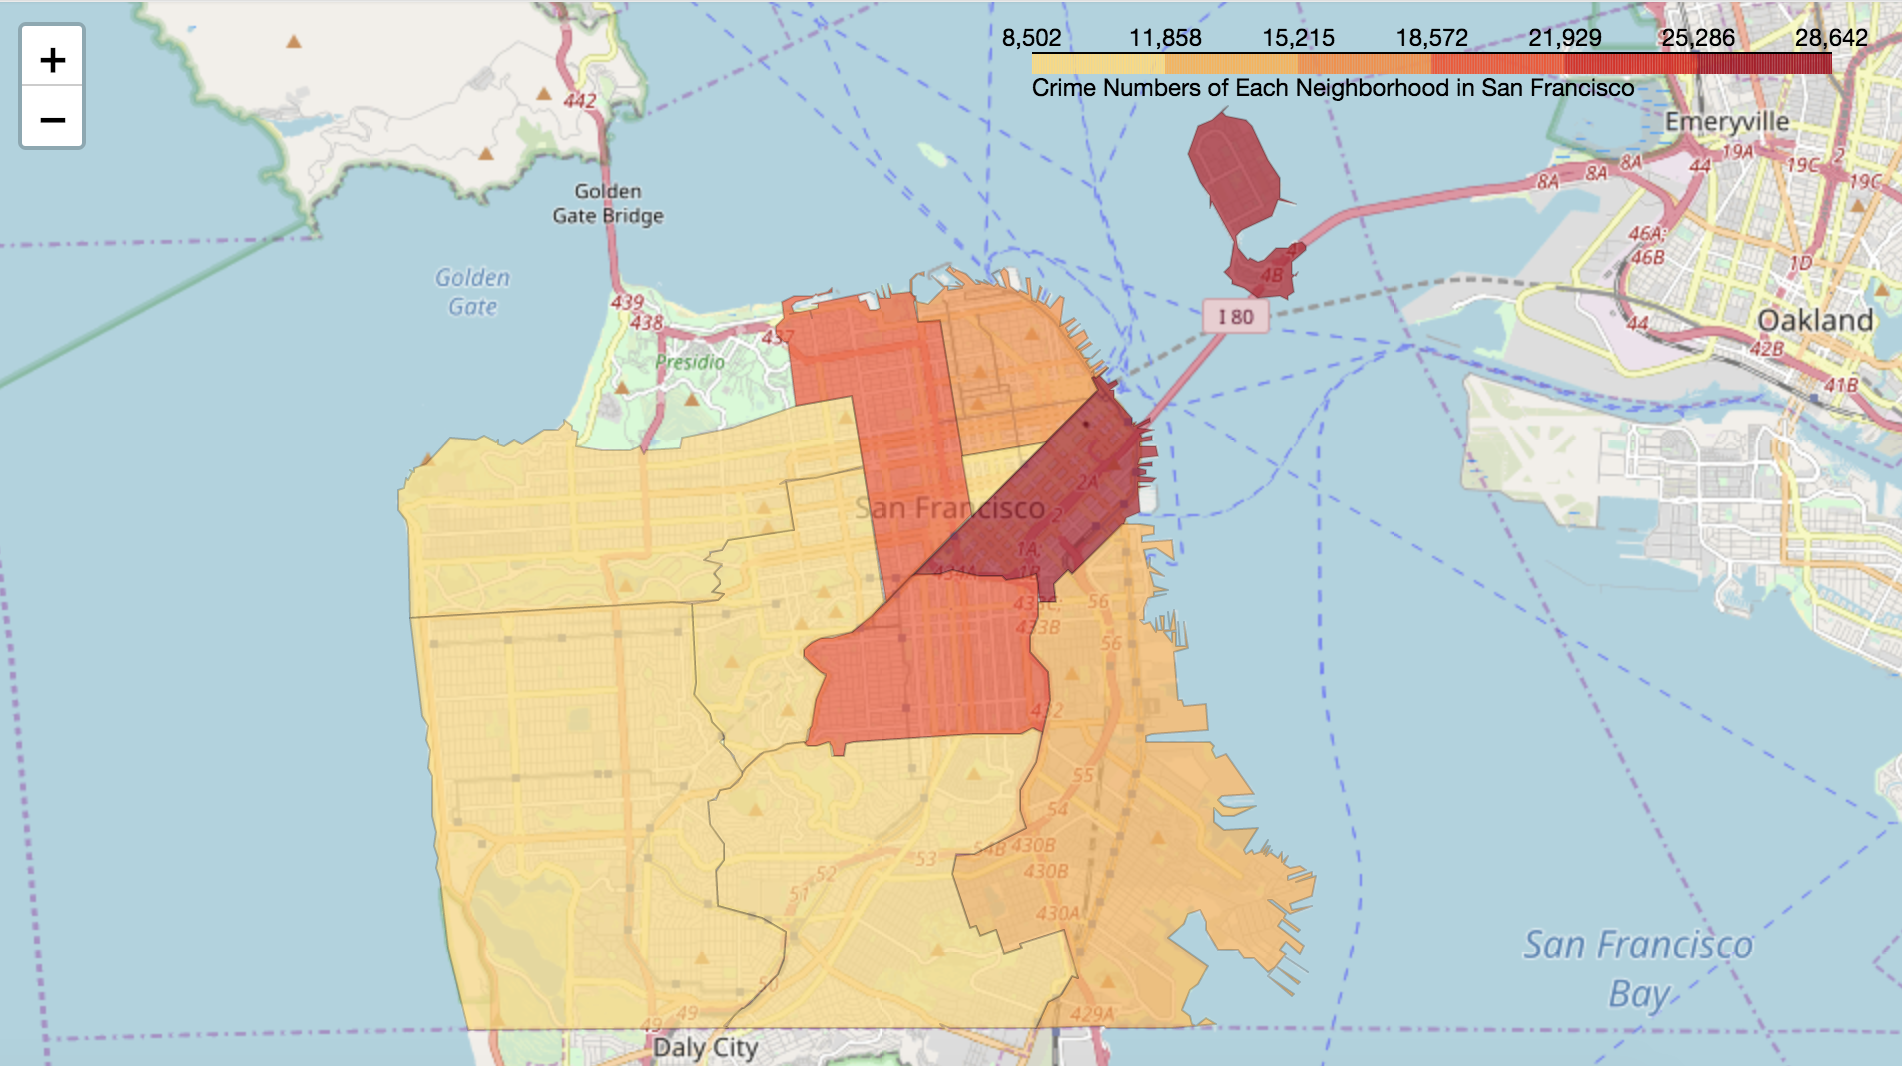 +
−
8,502 11,858 15,215 18,572 21,929 25,286 28,642
Crime Numbers of Each Neighborhood in San Francisco
442
Emeryville
19A
2
8A
8A
8A
44
19C
19C
Golden
Gate Bridge
46A;
46B
4
4B
1D
Golden
Gate
439
438
437
I 80
44
Oakland
42B
Presidio
41B
2A
San Francisco
2
1A;
1B
434A
433C;
433B
56
56
432
55
54
54B
430B
430B
53
52
51
430A
San Francisco
Bay
50
49
49
429A
Daly City